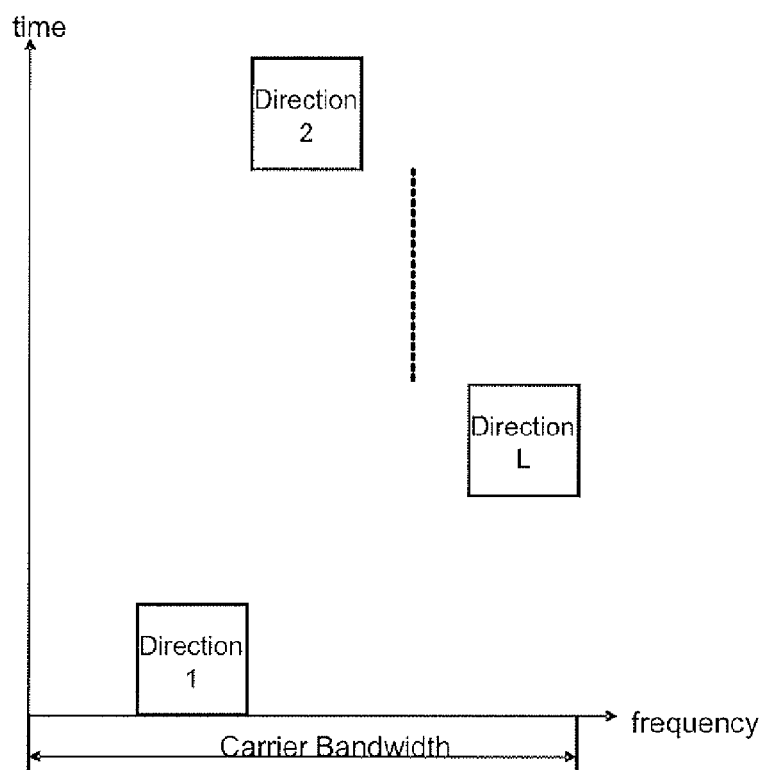 time
Direction
2
Direction
L
Direction
1
frequency
Carrier Bandwidth